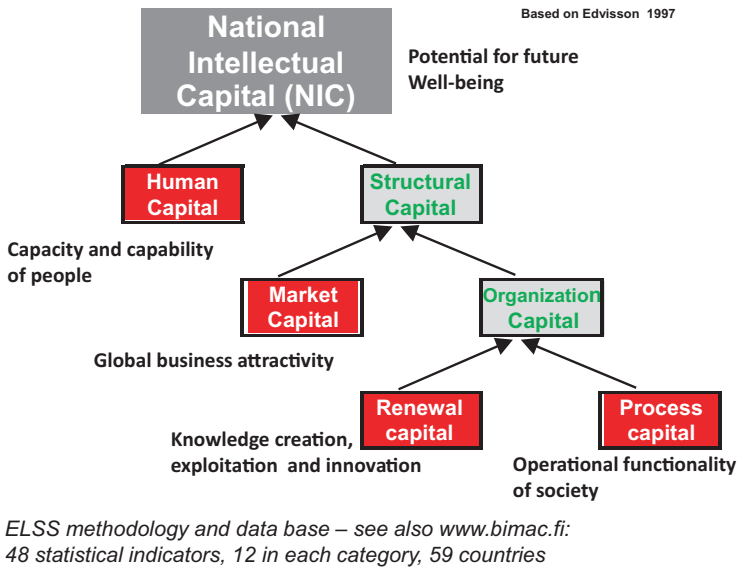 Based on Edvisson 1997
National
Intellectual
Capital (NIC)
Potential for future
Well-being
Human
Capital
Structural
Capital
Capacity and capability
of people
Market
Capital
Organization
Capital
Global business attractivity
Renewal
capital
Process
capital
Knowledge creation,
exploitation and innovation
Operational functionality
of society
ELSS methodology and data base – see also www.bimac.fi:
48 statistical indicators, 12 in each category, 59 countries